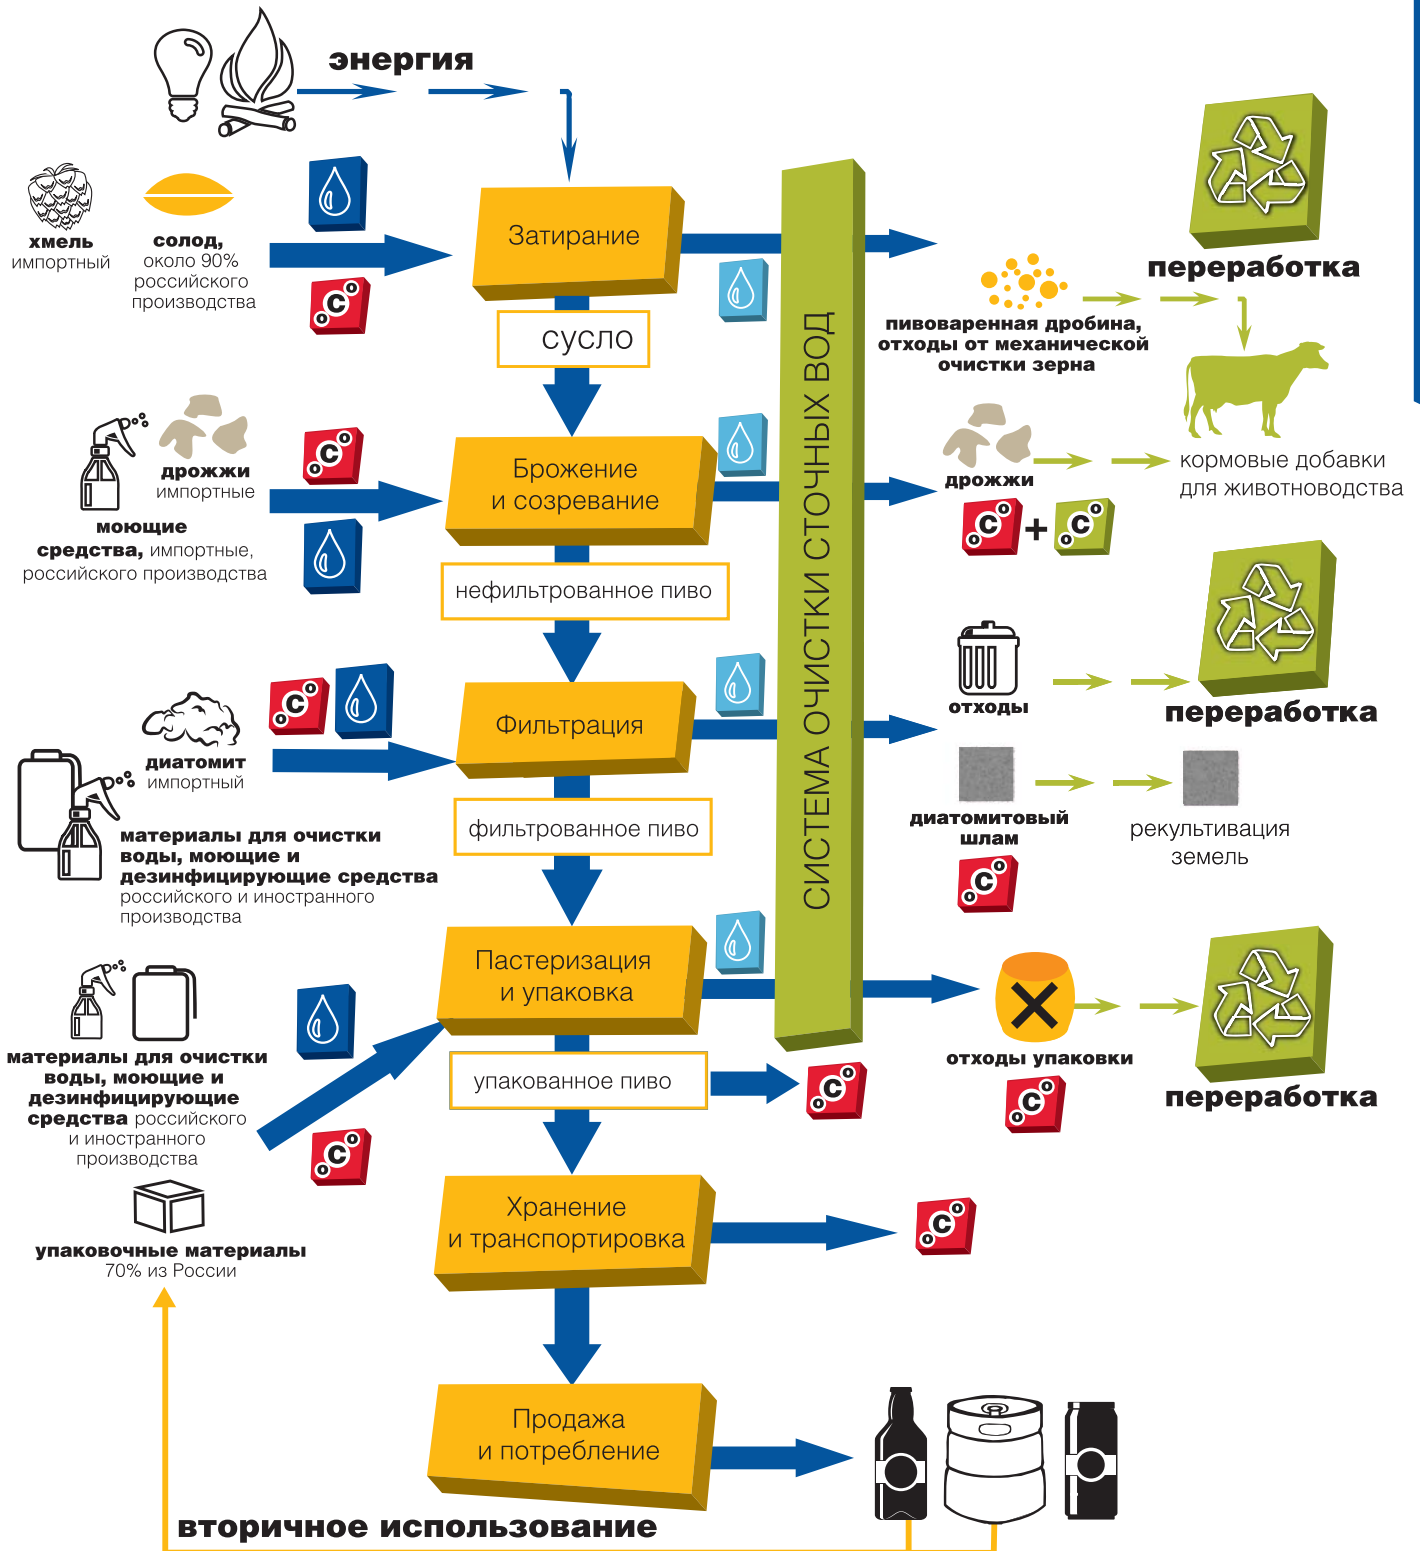 энергия
хмель
импортный
солод,
около 90%
российского
производства
Затирание
сусло
переработка
пивоваренная дробина,
отходы от механической
очистки зерна
СИСТЕМА ОЧИСТКИ СТОЧНЫХ ВОД
дрожжи
импортные
моющие
средства, импортные,
российского производства
Брожение
и созревание
нефильтрованное пиво
дрожжи
кормовые добавки
для животноводства
C O O
+
C O O
отходы
переработка
диатомит
импортный
Фильтрация
фильтрованное пиво
материалы для очистки
воды, моющие и
дезинфицирующие средства
российского и иностранного
производства
диатомитовый
шлам
рекультивация
земель
Пастеризация
и упаковка
упакованное пиво
материалы для очистки
воды, моющие и
дезинфицирующие
средства российского
и иностранного
производства
отходы упаковки
переработка
упаковочные материалы
70% из России
Хранение
и транспортировка
Продажа
и потребление
вторичное использование